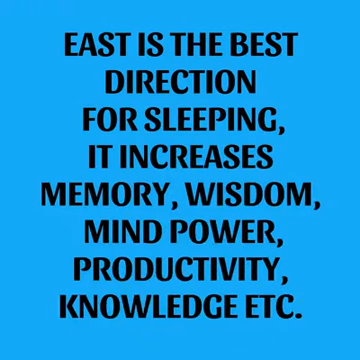 EAST IS THE BEST
DIRECTION
FOR SLEEPING,
IT INCREASES
MEMORY, WISDOM,
MIND POWER,
PRODUCTIVITY,
KNOWLEDGE ETC.